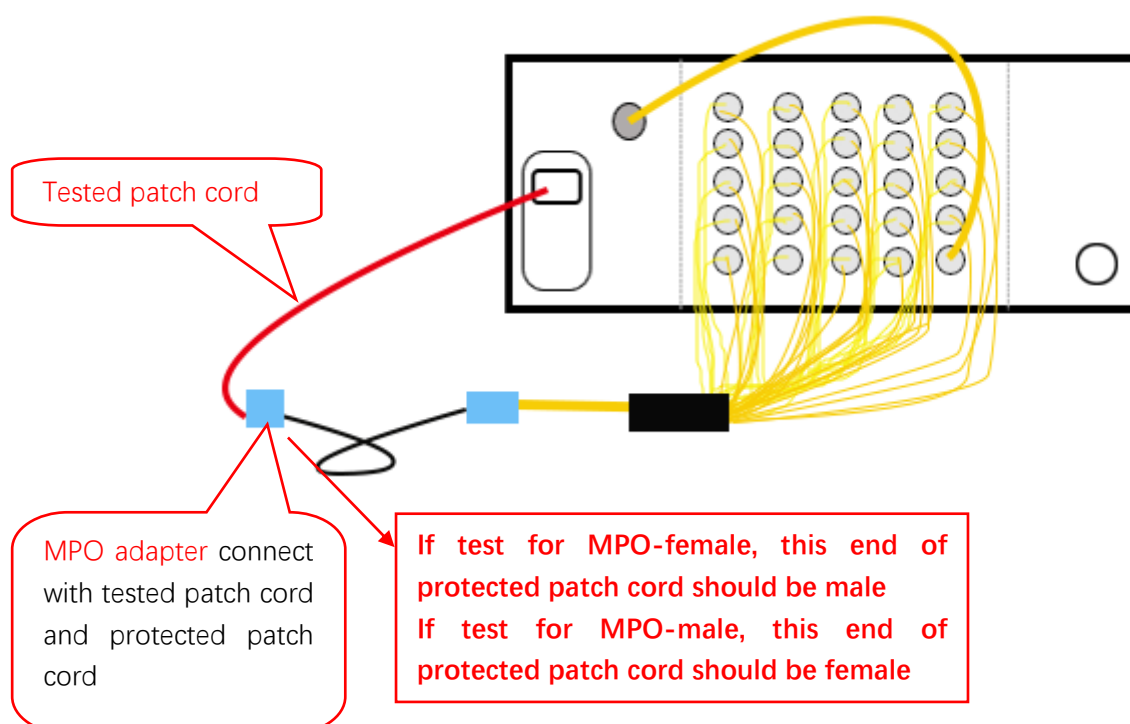 Tested patch cord
MPO adapter connect
with tested patch cord
and protected patch
cord
If test for MPO-female, this end of
protected patch cord should be male
If test for MPO-male, this end of
protected patch cord should be female